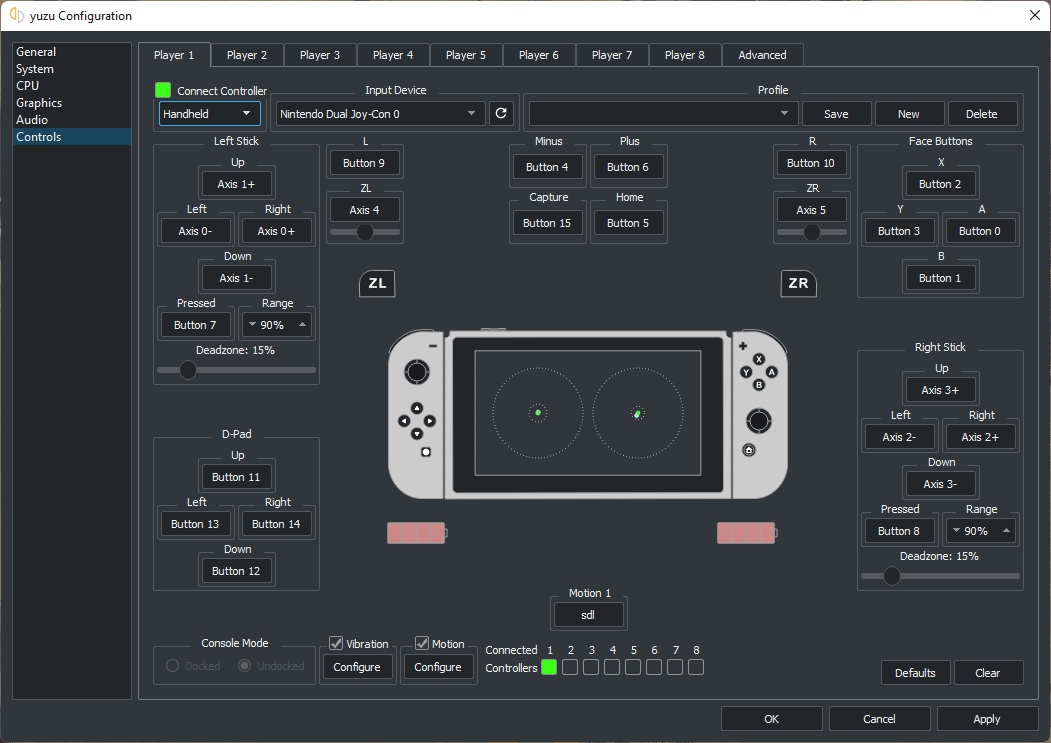 yuzu Configuration
General
System
CPU
Graphics
Audio
Controls
Player 1 Player 2 Player 3 Player 4 Player 5 Player 6 Player 7 Player 8 Advanced
Connect Controller Input Device Profile
Handheld Nintendo Dual Joy-Con 0 Save New Delete
Left Stick
Up
Axis 1+
Left Right
Axis 0- Axis 0+
Down
Axis 1-
Pressed Range
Button 7 90%
Deadzone: 15%
D-Pad
Up
Button 11
Left Right
Button 13 Button 14
Down
Button 12
L
Button 9
ZL
Axis 4
Minus Plus
Button 4 Button 6
Capture Home
Button 15 Button 5
R
Button 10
ZR
Axis 5
Face Buttons
X
Button 2
Y A
Button 3 Button 0
B
Button 1
ZL ZR
X
Y A
B
Right Stick
Up
Axis 3+
Left Right
Axis 2- Axis 2+
Down
Axis 3-
Pressed Range
Button 8 90%
Deadzone: 15%
Motion 1
sdl
Console Mode
Docked Undocked
Vibration
Configure
Motion
Configure
Connected 1 2 3 4 5 6 7 8
Controllers
Defaults Clear
OK Cancel Apply